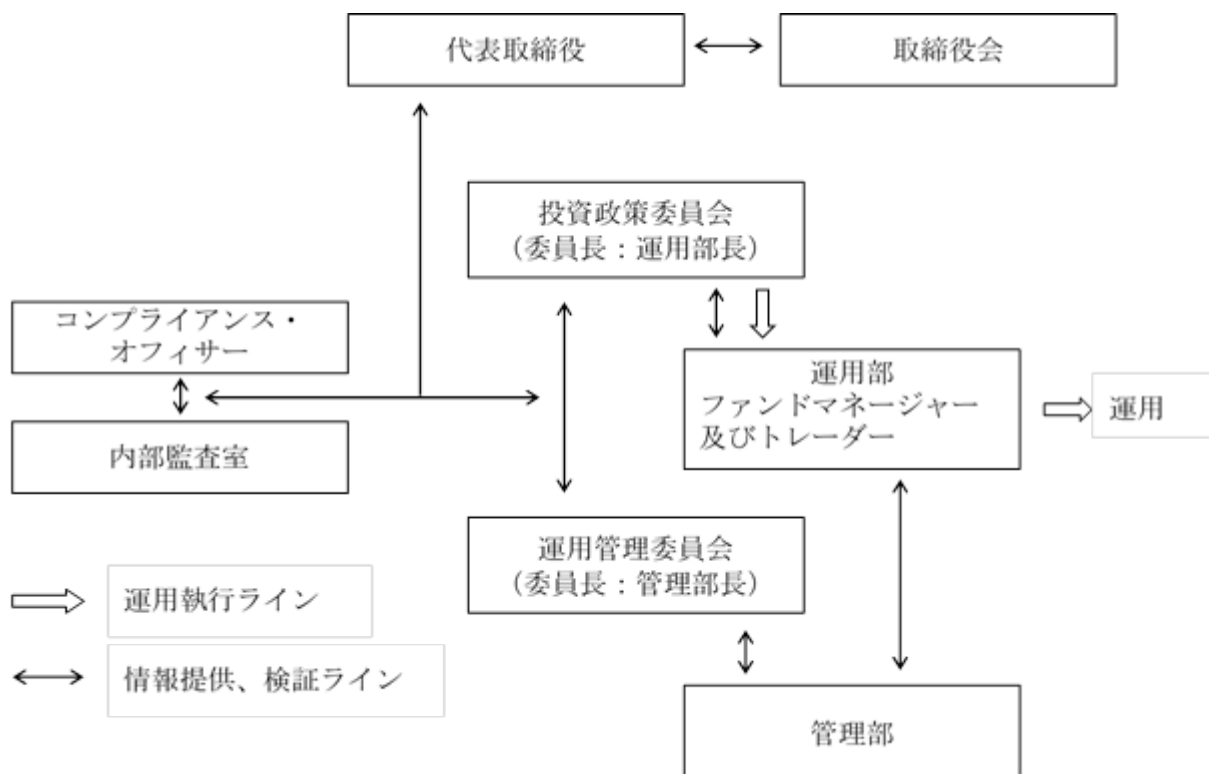 代表取締役
取締役会
投資政策委員会
（委員長：運用部長）
コンプライアンス・
オフィサー
運用部
ファンドマネージャー
及びトレーダー
運用
内部監査室
運用管理委員会
（委員長：管理部長）
運用執行ライン
情報提供、検証ライン
管理部